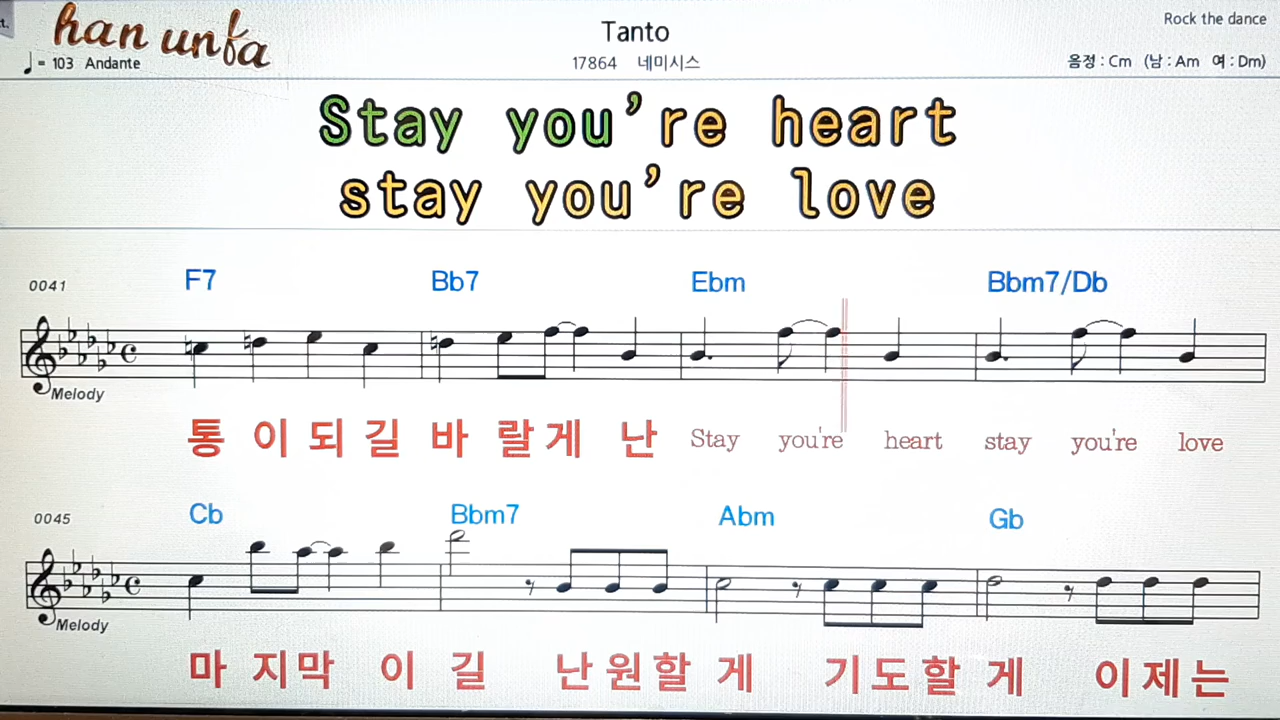 t.
han unfa
Tanto
Rock the dance
♩ = 103 Andante
17864 네미시스
음정 : Cm (남 : Am 여 : Dm)
Stay you're heart
stay you're love
0041 F7 Bb7 Ebm Bbm7/Db
Melody
통 이 되 길 바 랄 게 난 Stay you're heart stay you're love
0045 Cb Bbm7 Abm Gb
Melody
마 지 막 이 길 난 원 할 게 기 도 할 게 이 제 는